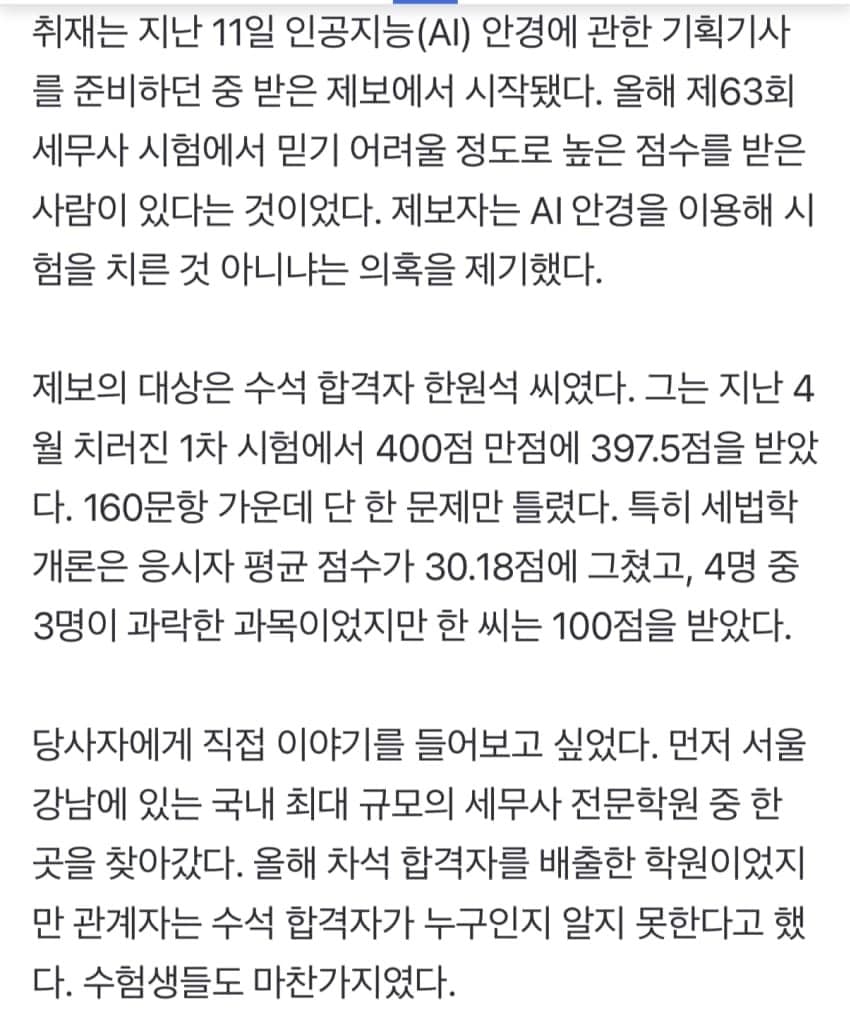 취재는 지난 11일 인공지능(AI) 안경에 관한 기획기사
를 준비하던 중 받은 제보에서 시작됐다. 올해 제63회
세무사 시험에서 믿기 어려울 정도로 높은 점수를 받은
사람이 있다는 것이었다. 제보자는 AI 안경을 이용해 시
험을 치른 것 아니냐는 의혹을 제기했다.
제보의 대상은 수석 합격자 한원석 씨였다. 그는 지난 4
월 치러진 1차 시험에서 400점 만점에 397.5점을 받았
다. 160문항 가운데 단 한 문제만 틀렸다. 특히 세법학
개론은 응시자 평균 점수가 30.18점에 그쳤고, 4명 중
3명이 과락한 과목이었지만 한 씨는 100점을 받았다.
당사자에게 직접 이야기를 들어보고 싶었다. 먼저 서울
강남에 있는 국내 최대 규모의 세무사 전문학원 중 한
곳을 찾아갔다. 올해 차석 합격자를 배출한 학원이었지
만 관계자는 수석 합격자가 누구인지 알지 못한다고 했
다. 수험생들도 마찬가지였다.